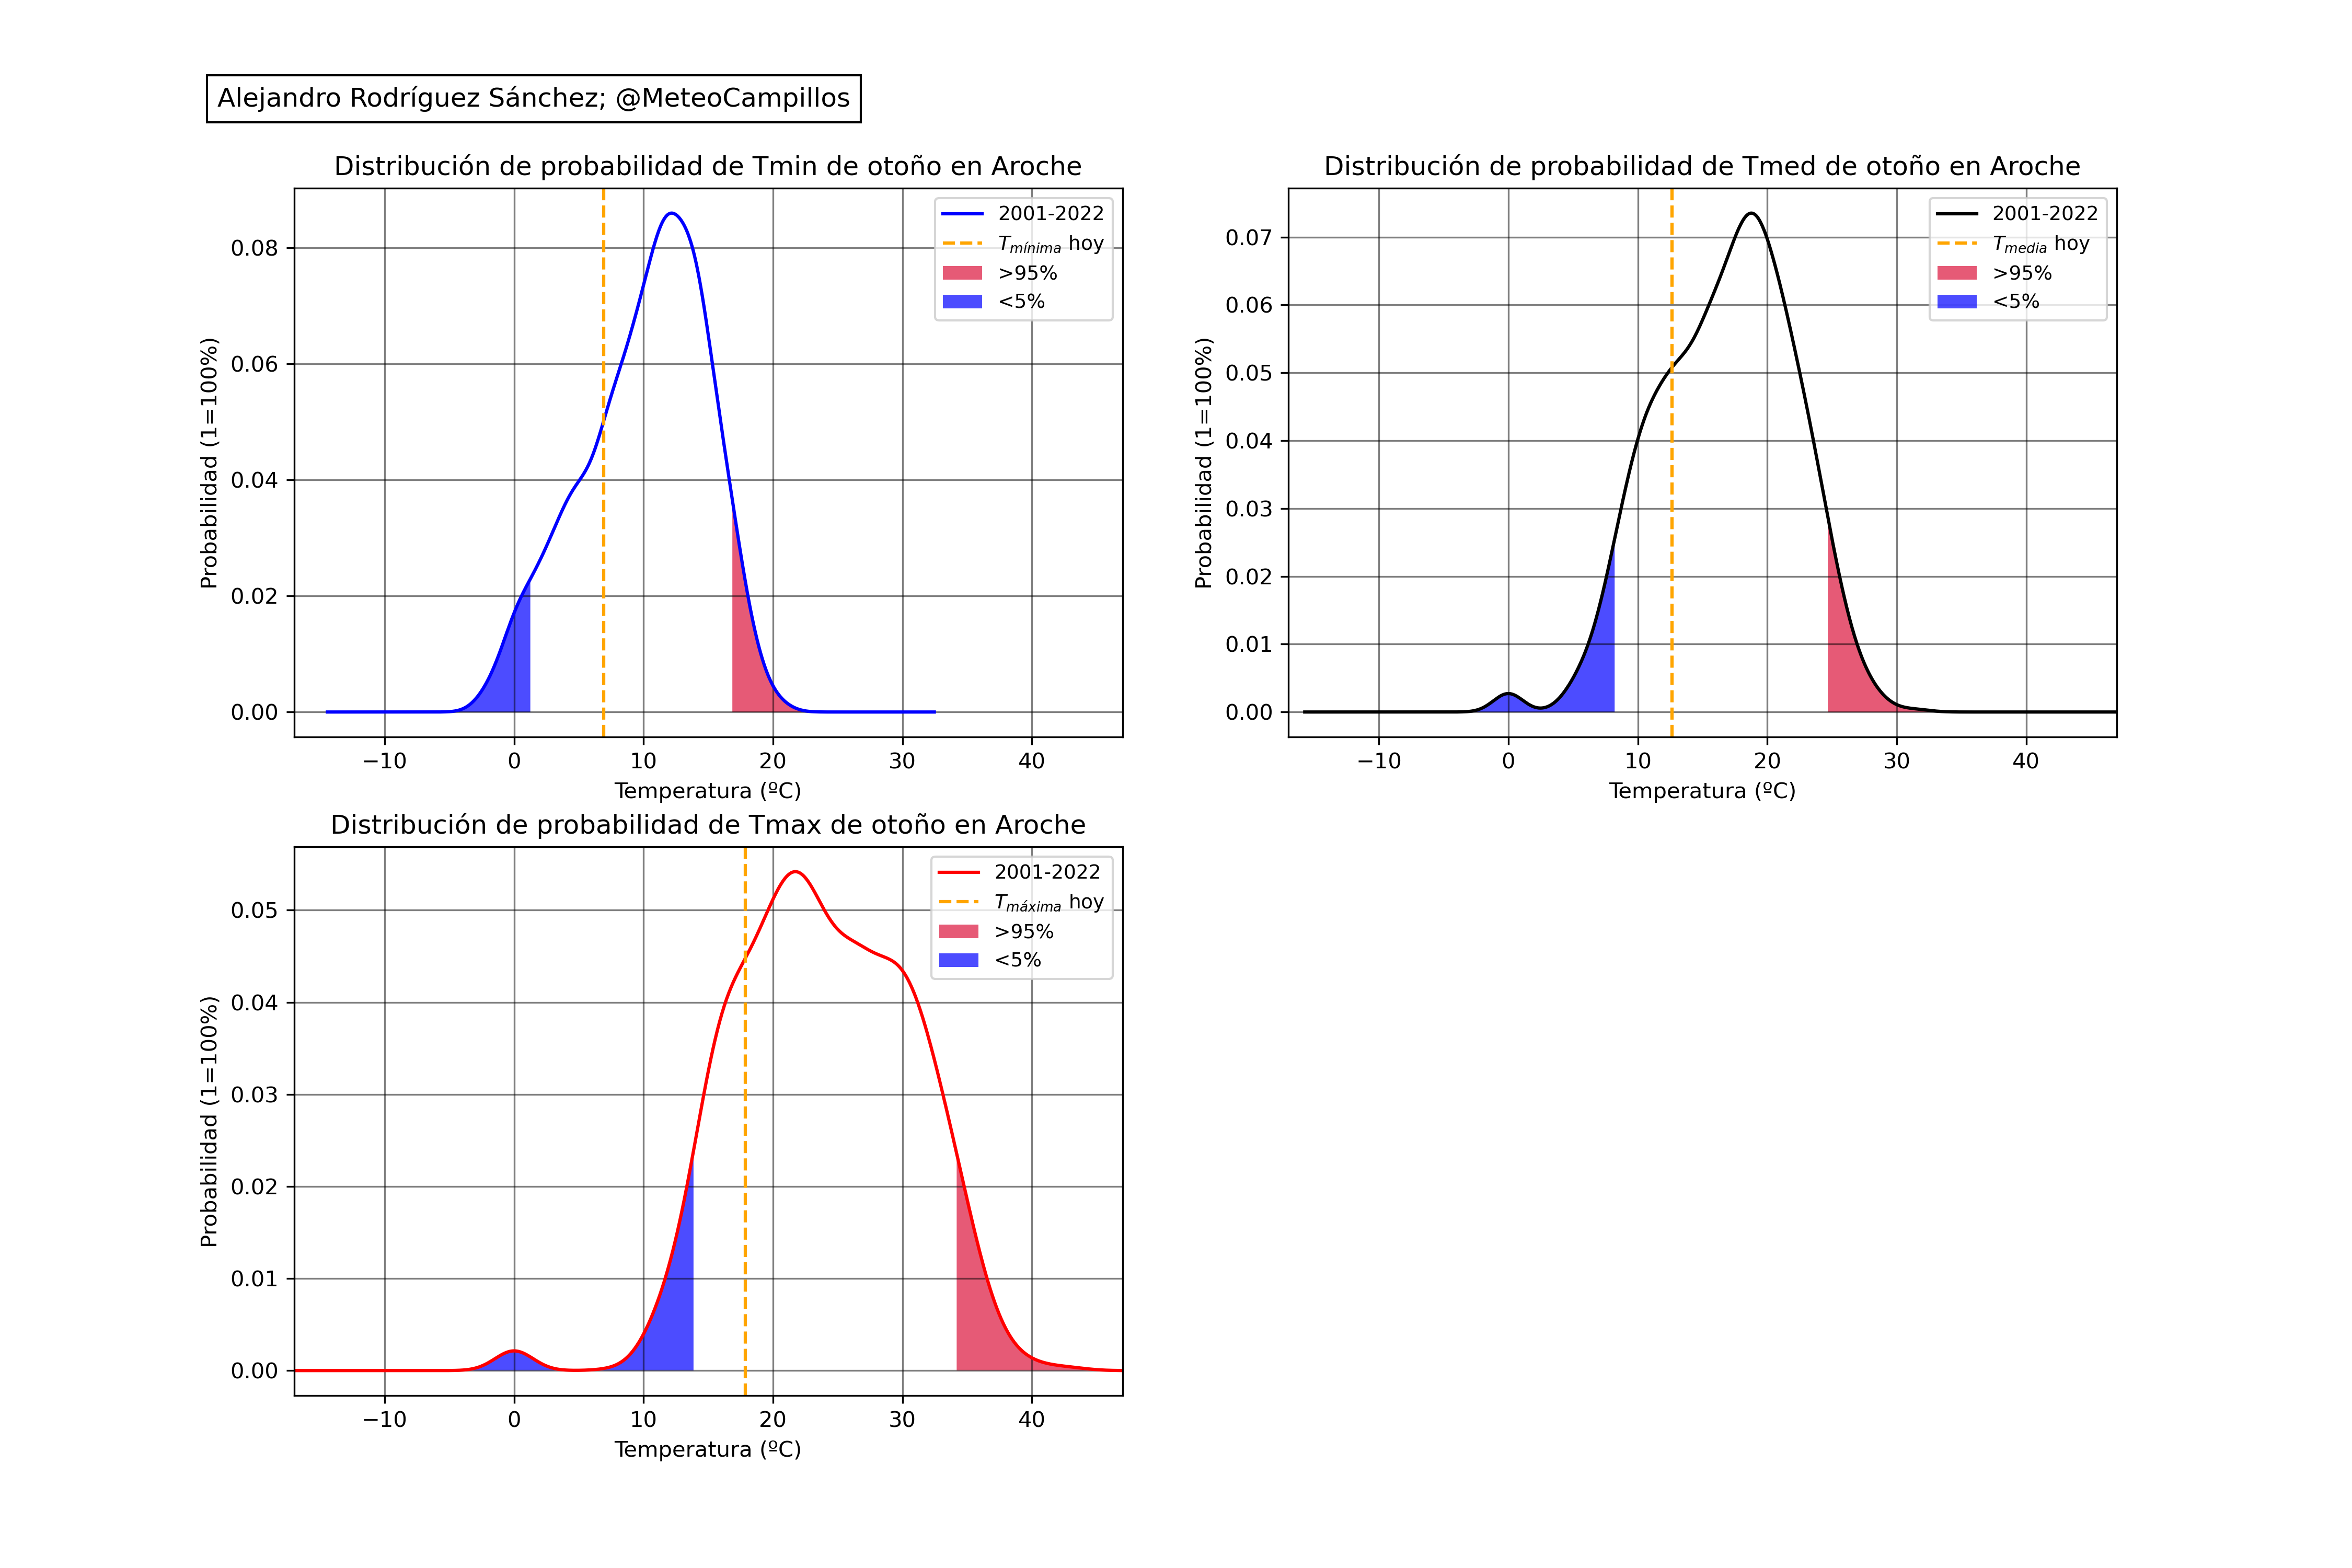 Alejandro Rodríguez Sánchez; @MeteoCampillos
Distribución de probabilidad de Tmin de otoño en Aroche
2001-2022
Tmínima hoy
>95%
<5%
0.08
0.06
0.04
0.02
0.00
Probabilidad (1=100%)
−10 0 10 20 30 40
Temperatura (ºC)
Distribución de probabilidad de Tmed de otoño en Aroche
2001-2022
Tmedia hoy
>95%
<5%
0.07
0.06
0.05
0.04
0.03
0.02
0.01
0.00
Probabilidad (1=100%)
−10 0 10 20 30 40
Temperatura (ºC)
Distribución de probabilidad de Tmax de otoño en Aroche
2001-2022
Tmáxima hoy
>95%
<5%
0.05
0.04
0.03
0.02
0.01
0.00
Probabilidad (1=100%)
−10 0 10 20 30 40
Temperatura (ºC)